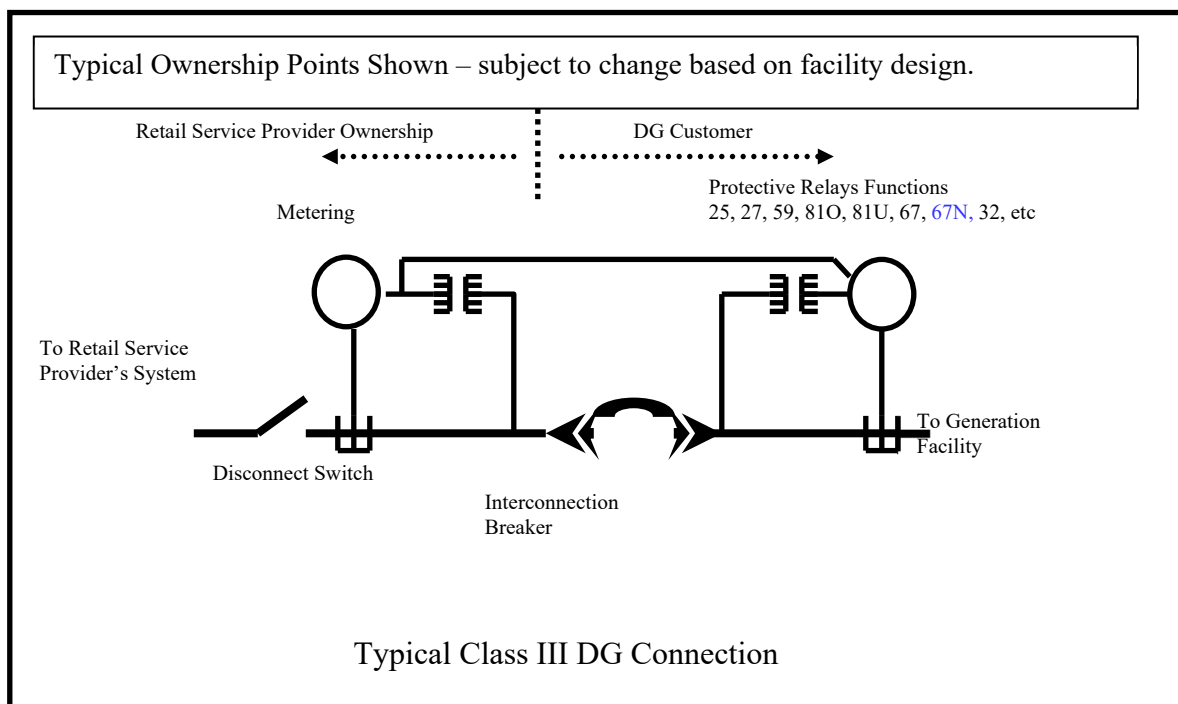 Typical Ownership Points Shown – subject to change based on facility design.
Retail Service Provider Ownership
DG Customer
Protective Relays Functions
25, 27, 59, 81O, 81U, 67, 67N, 32, etc
Metering
To Retail Service
Provider’s System
To Generation
Facility
Disconnect Switch
Interconnection
Breaker
Typical Class III DG Connection